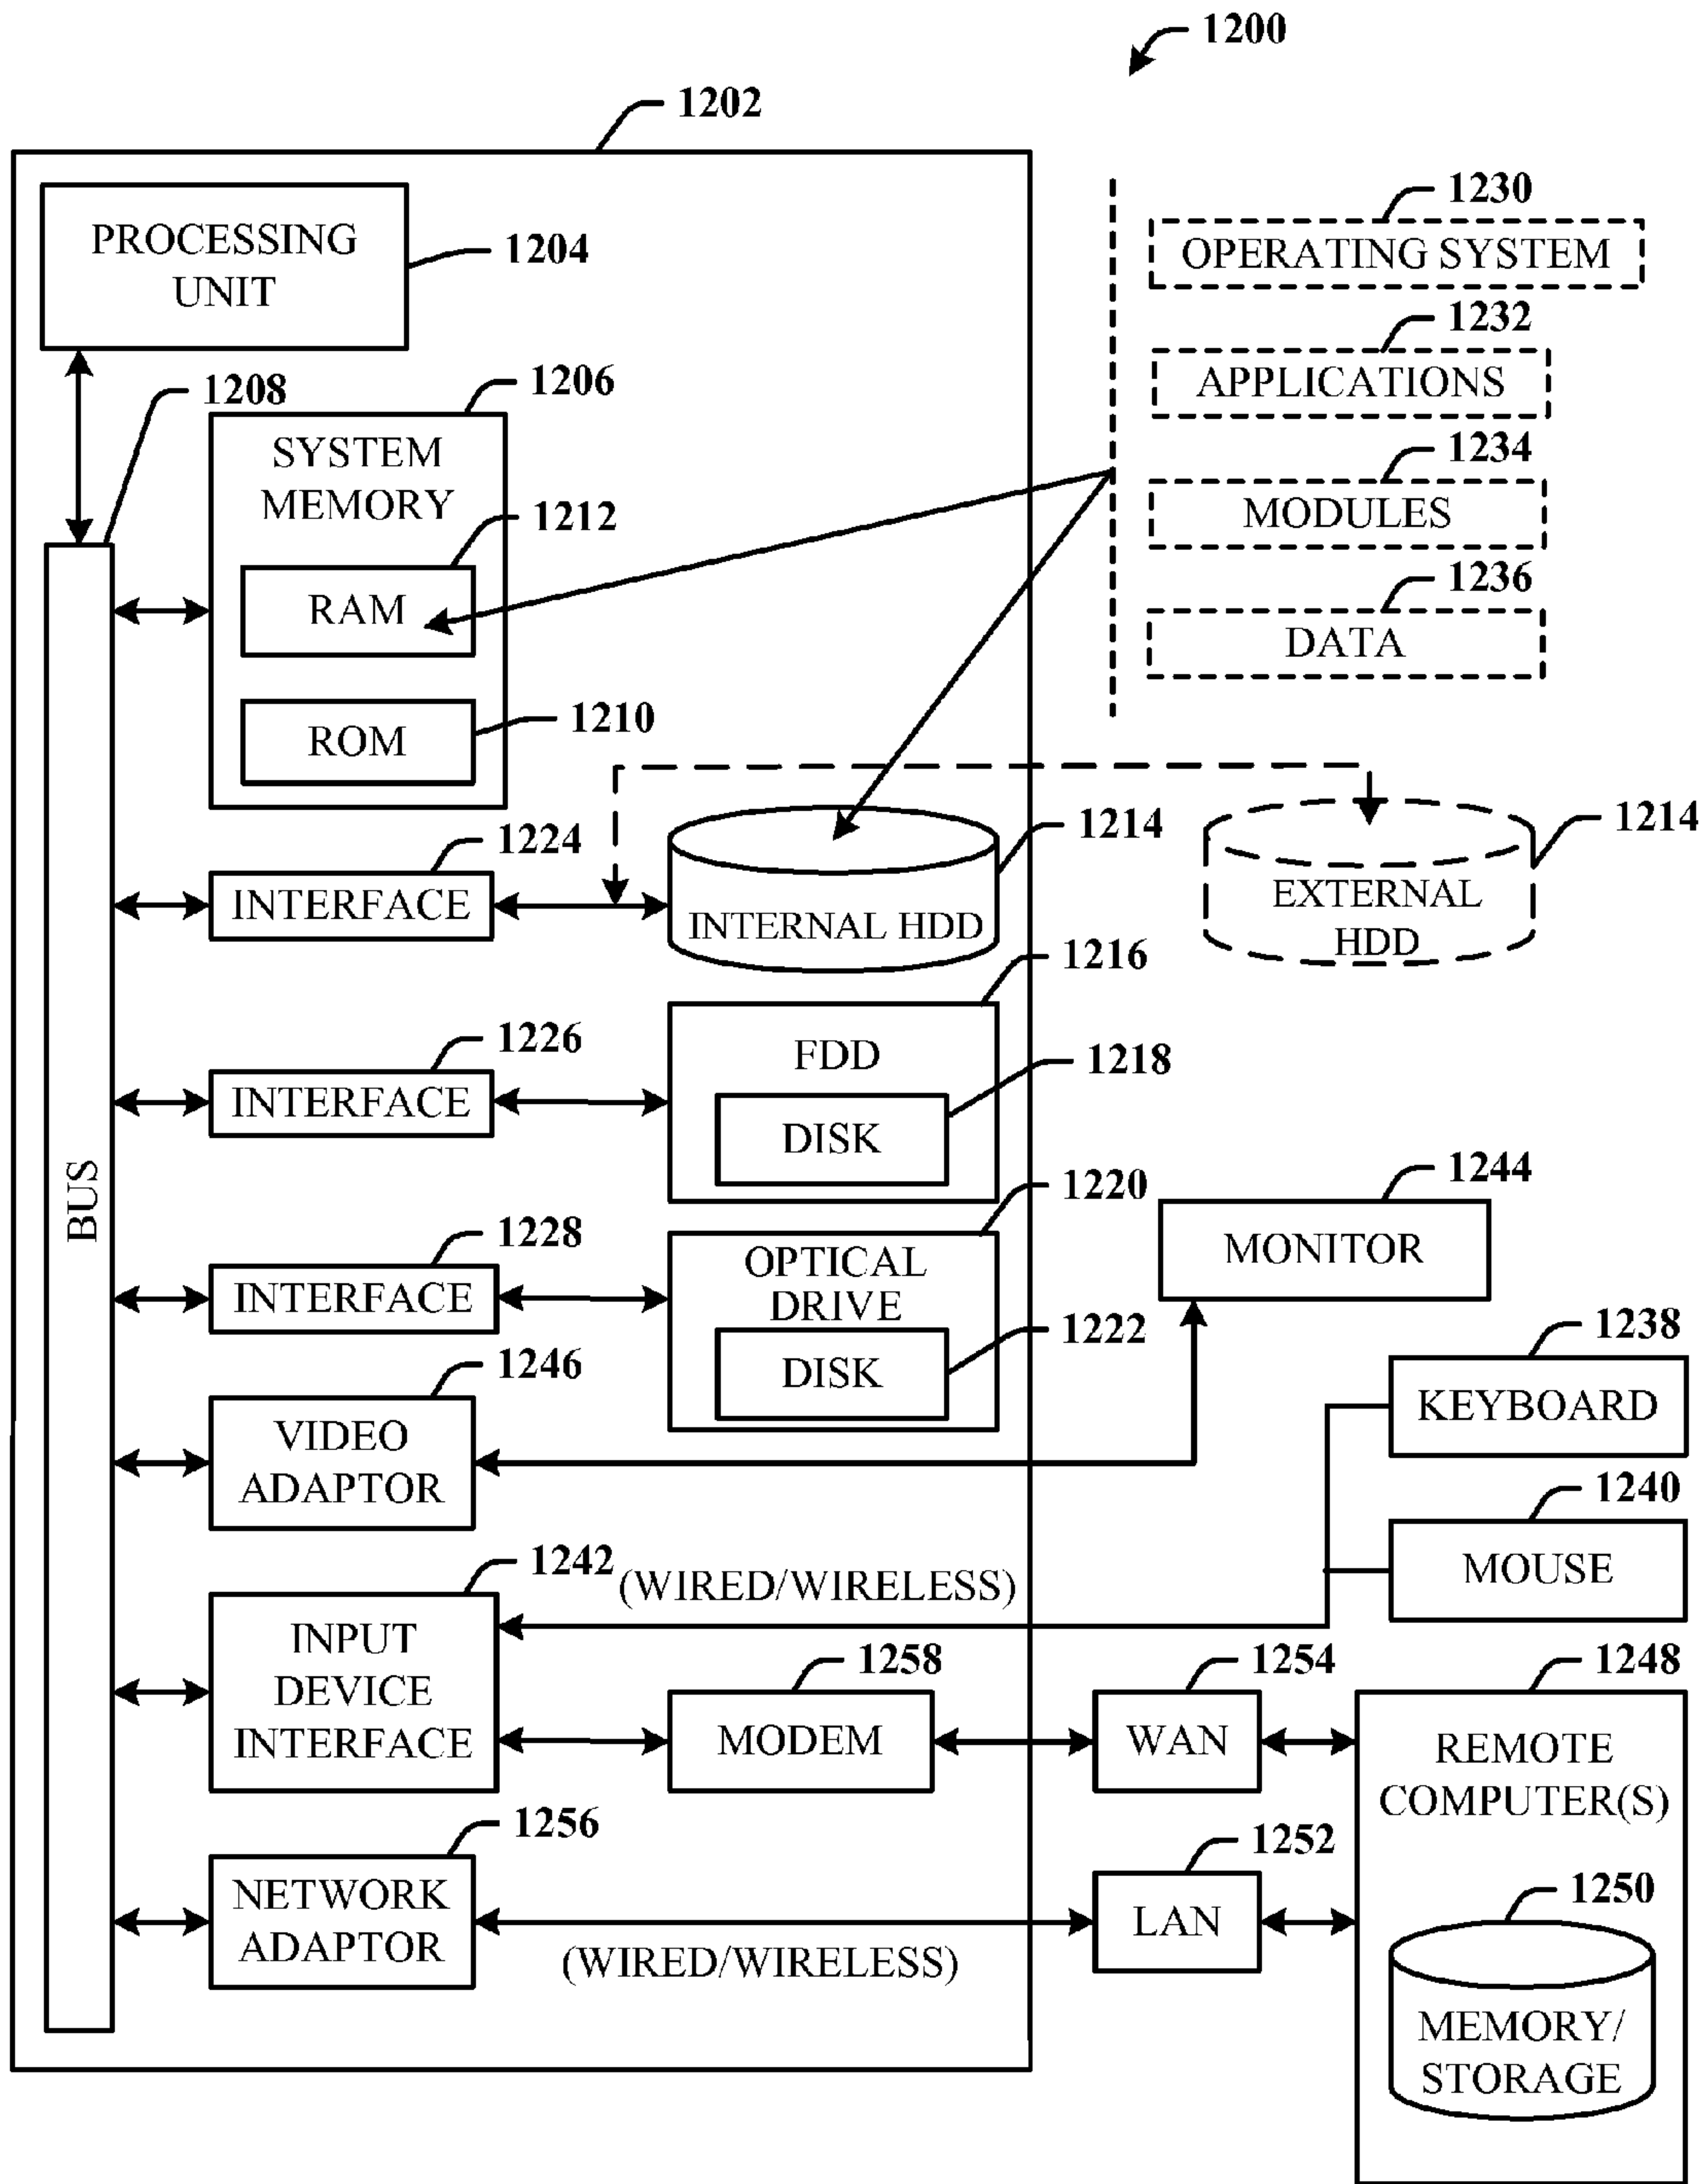 1200
1202
PROCESSING
UNIT
1204
1230
OPERATING SYSTEM
1232
APPLICATIONS
1234
MODULES
1236
DATA
1208
1206
SYSTEM
MEMORY
1212
RAM
1210
ROM
BUS
1224
INTERFACE
1214
INTERNAL HDD
1214
EXTERNAL
HDD
1226
INTERFACE
1216
FDD
1218
DISK
1228
INTERFACE
1220
OPTICAL
DRIVE
1222
DISK
1244
MONITOR
1246
VIDEO
ADAPTOR
1238
KEYBOARD
1240
MOUSE
1242
(WIRED/WIRELESS)
INPUT
DEVICE
INTERFACE
1258
MODEM
1254
WAN
1248
REMOTE
COMPUTER(S)
1256
NETWORK
ADAPTOR
(WIRED/WIRELESS)
1252
LAN
1250
MEMORY/
STORAGE